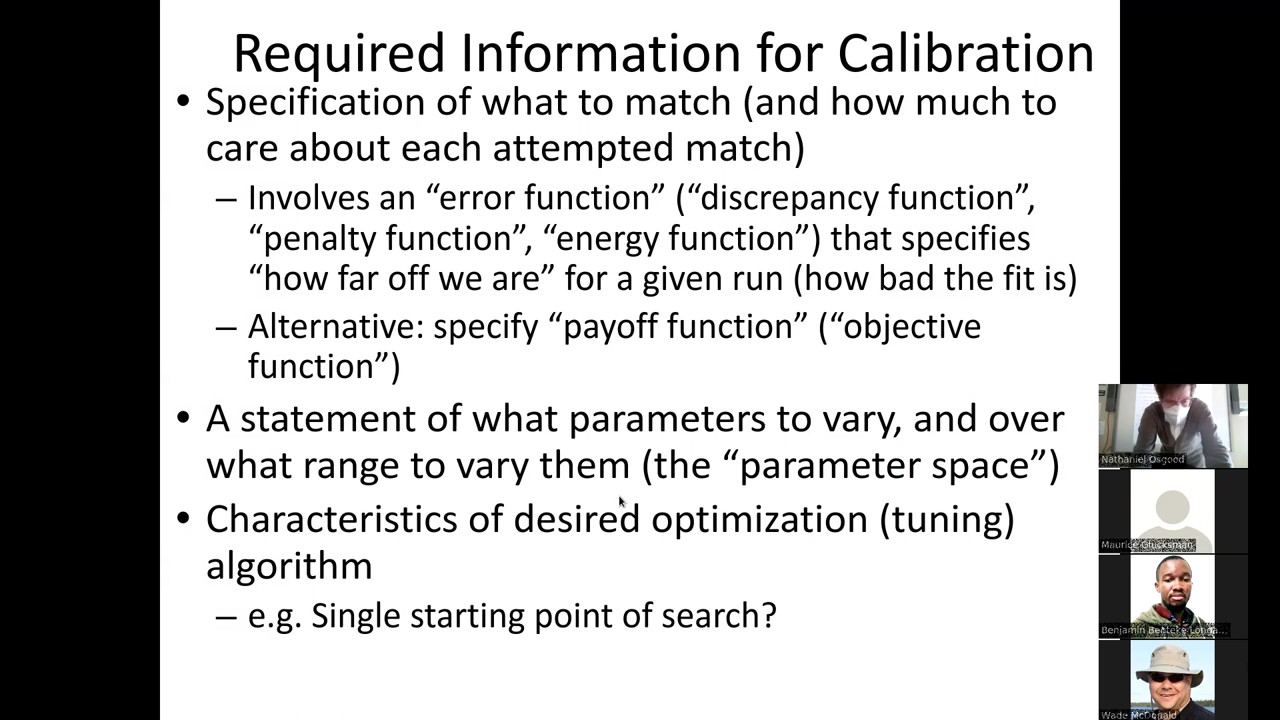 Required Information for Calibration
• Specification of what to match (and how much to
care about each attempted match)
– Involves an “error function” (“discrepancy function”,
“penalty function”, “energy function”) that specifies
“how far off we are” for a given run (how bad the fit is)
– Alternative: specify “payoff function” (“objective
function”)
• A statement of what parameters to vary, and over
what range to vary them (the “parameter space”)
• Characteristics of desired optimization (tuning)
algorithm
– e.g. Single starting point of search?
Nathaniel Osgood
Maurice Glucksman
Benjamin
Wade McDonald